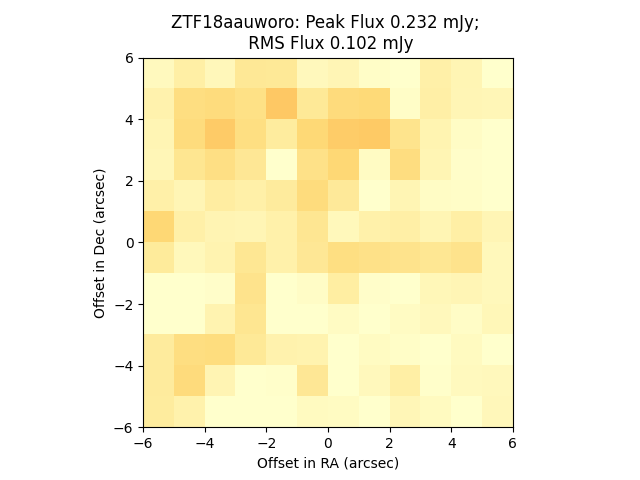 ZTF18aauworo: Peak Flux 0.232 mJy;
RMS Flux 0.102 mJy
6
4
2
0
−2
−4
−6
Offset in Dec (arcsec)
−6 −4 −2 0 2 4 6
Offset in RA (arcsec)